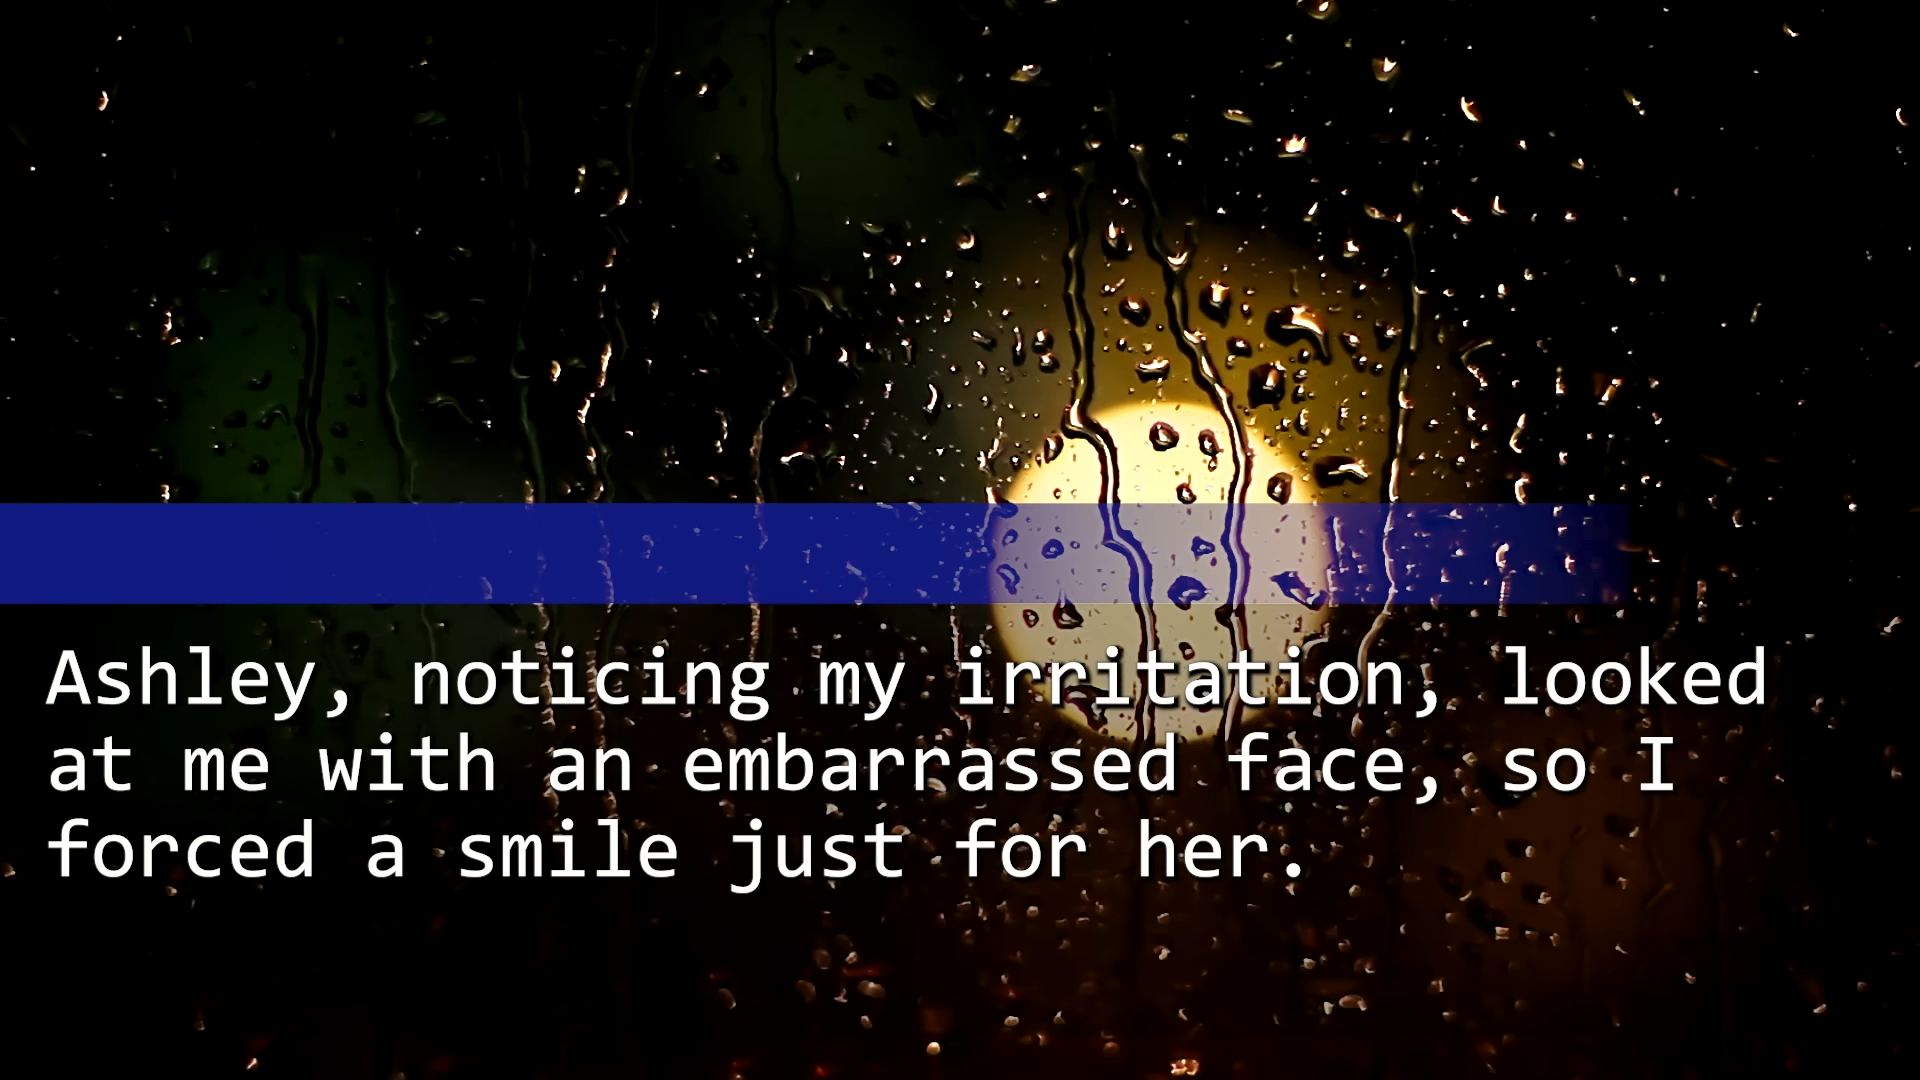 Ashley, noticing my irritation, looked
at me with an embarrassed face, so I
forced a smile just for her.